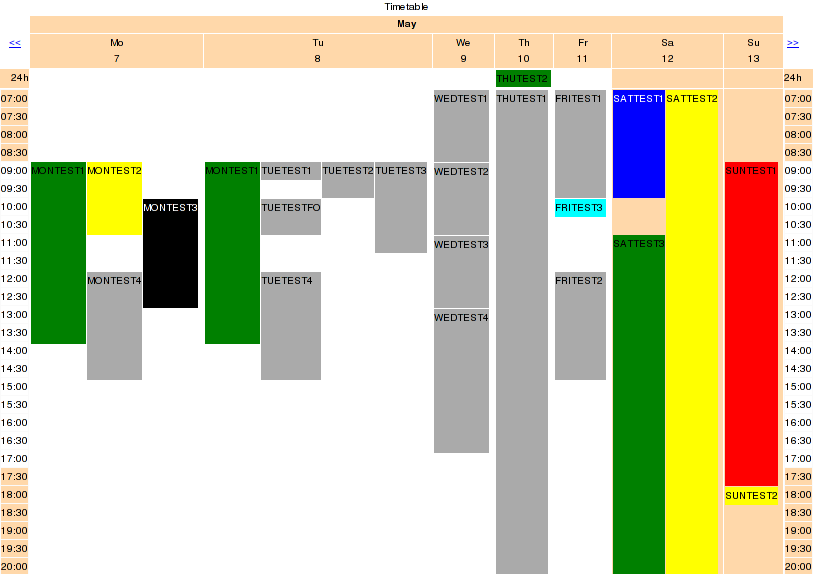 Timetable
May
<< Mo Tu We Th Fr Sa Su >>
7 8 9 10 11 12 13
24h THUTEST2 24h
07:00 WEDTEST1 THUTEST1 FRITEST1 SATTEST1 SATTEST2 07:00
07:30 07:30
08:00 08:00
08:30 08:30
09:00 MONTEST1 MONTEST2 MONTEST1 TUETEST1 TUETEST2 TUETEST3 WEDTEST2 SUNTEST1 09:00
09:30 09:30
10:00 MONTEST3 TUETESTFO FRITEST3 10:00
10:30 10:30
11:00 WEDTEST3 SATTEST3 11:00
11:30 11:30
12:00 MONTEST4 TUETEST4 FRITEST2 12:00
12:30 12:30
13:00 WEDTEST4 13:00
13:30 13:30
14:00 14:00
14:30 14:30
15:00 15:00
15:30 15:30
16:00 16:00
16:30 16:30
17:00 17:00
17:30 17:30
18:00 SUNTEST2 18:00
18:30 18:30
19:00 19:00
19:30 19:30
20:00 20:00